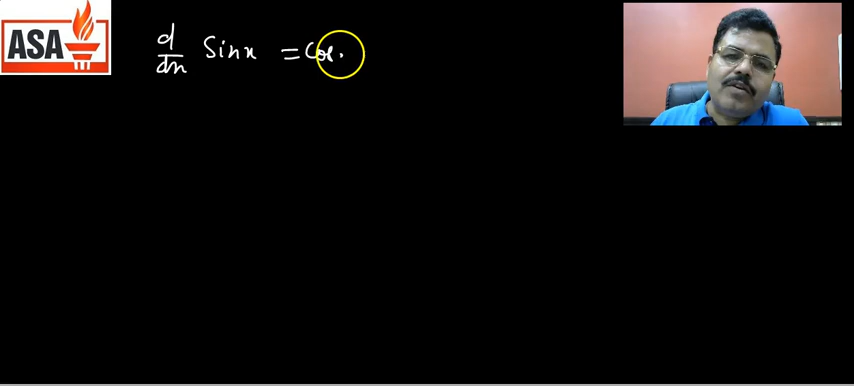 ASA
d/dx Sinx = Cos